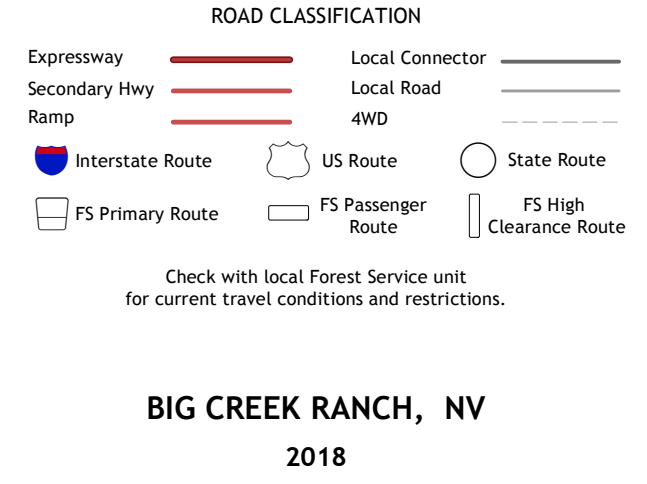 ROAD CLASSIFICATION
Expressway
Local Connector
Secondary Hwy
Local Road
Ramp
4WD
Interstate Route
US Route
State Route
FS Primary Route
FS Passenger
Route
FS High
Clearance Route
Check with local Forest Service unit
for current travel conditions and restrictions.
BIG CREEK RANCH, NV
2018